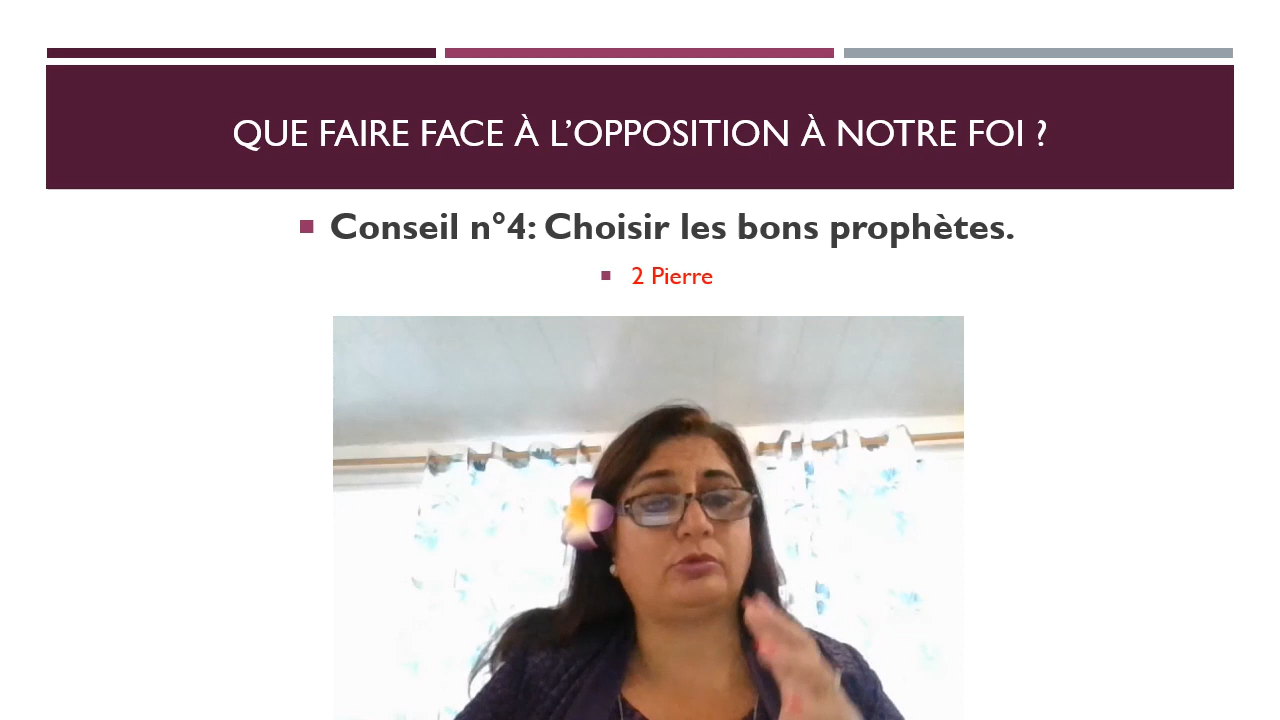 QUE FAIRE FACE À L’OPPOSITION À NOTRE FOI ?
Conseil n°4: Choisir les bons prophètes.
2 Pierre